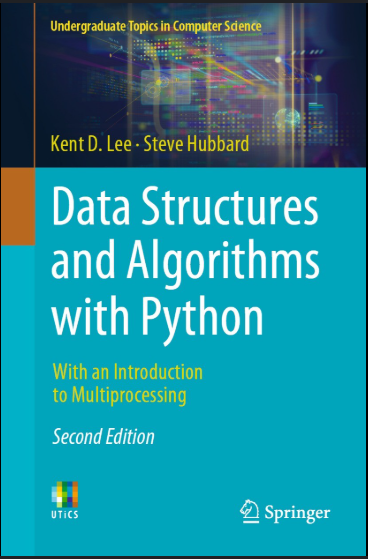 Undergraduate Topics in Computer Science
Kent D. Lee · Steve Hubbard
Data Structures
and Algorithms
with Python
With an Introduction
to Multiprocessing
Second Edition
UTiCS
Springer